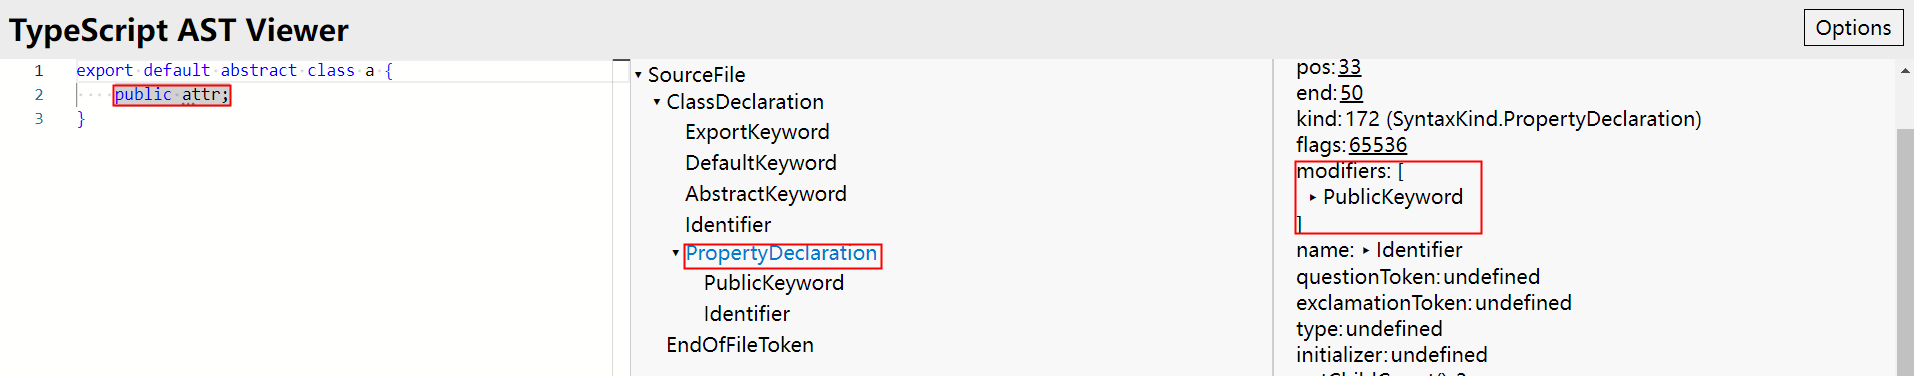 TypeScript AST Viewer
Options
1 export default abstract class a {
2 public attr;
3 }
SourceFile
ClassDeclaration
ExportKeyword
DefaultKeyword
AbstractKeyword
Identifier
PropertyDeclaration
PublicKeyword
Identifier
EndOfFileToken
pos: 33
end: 50
kind: 172 (SyntaxKind.PropertyDeclaration)
flags: 65536
modifiers: [
PublicKeyword
]
name: Identifier
questionToken: undefined
exclamationToken: undefined
type: undefined
initializer: undefined